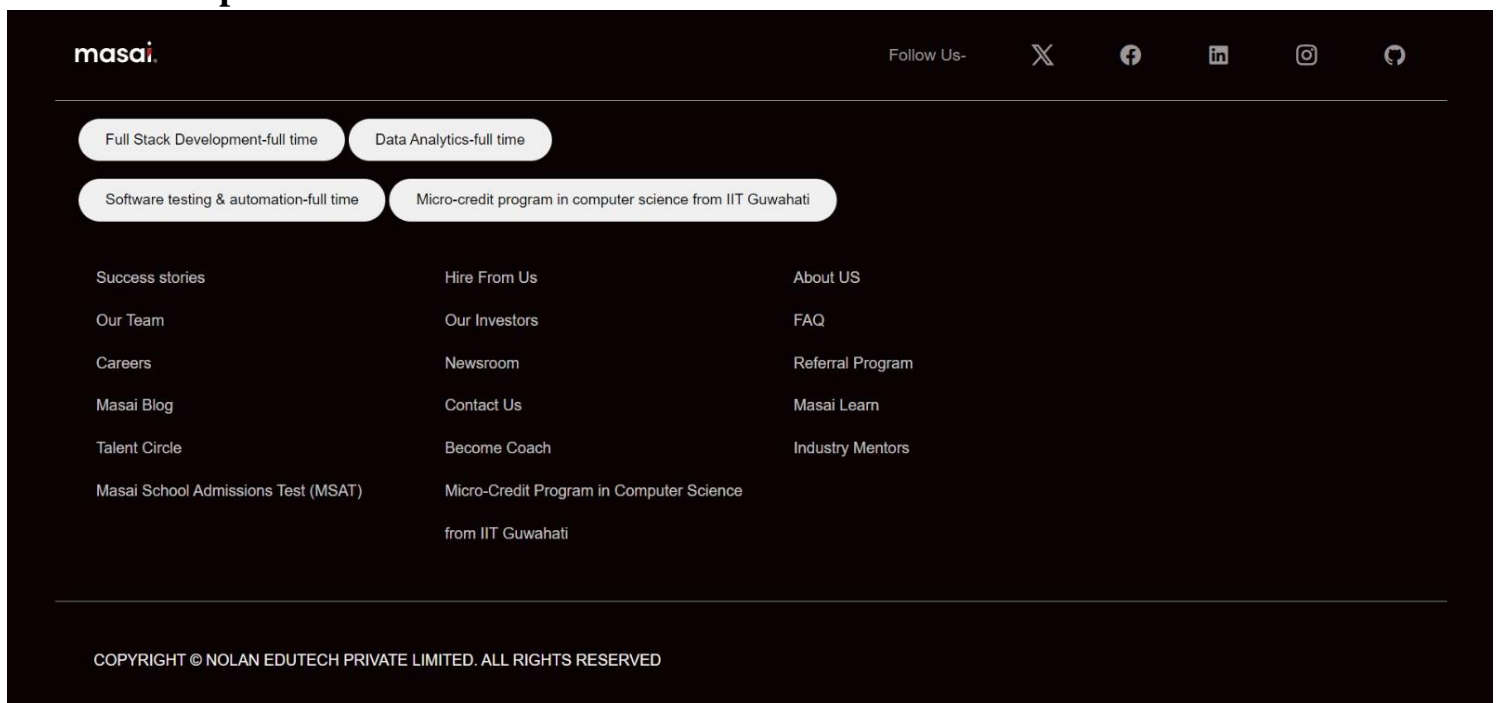 masai.
Follow Us-
Full Stack Development-full time
Data Analytics-full time
Software testing & automation-full time
Micro-credit program in computer science from IIT Guwahati
Success stories
Our Team
Careers
Masai Blog
Talent Circle
Masai School Admissions Test (MSAT)
Hire From Us
Our Investors
Newsroom
Contact Us
Become Coach
Micro-Credit Program in Computer Science
from IIT Guwahati
About US
FAQ
Referral Program
Masai Learn
Industry Mentors
COPYRIGHT © NOLAN EDUTECH PRIVATE LIMITED. ALL RIGHTS RESERVED